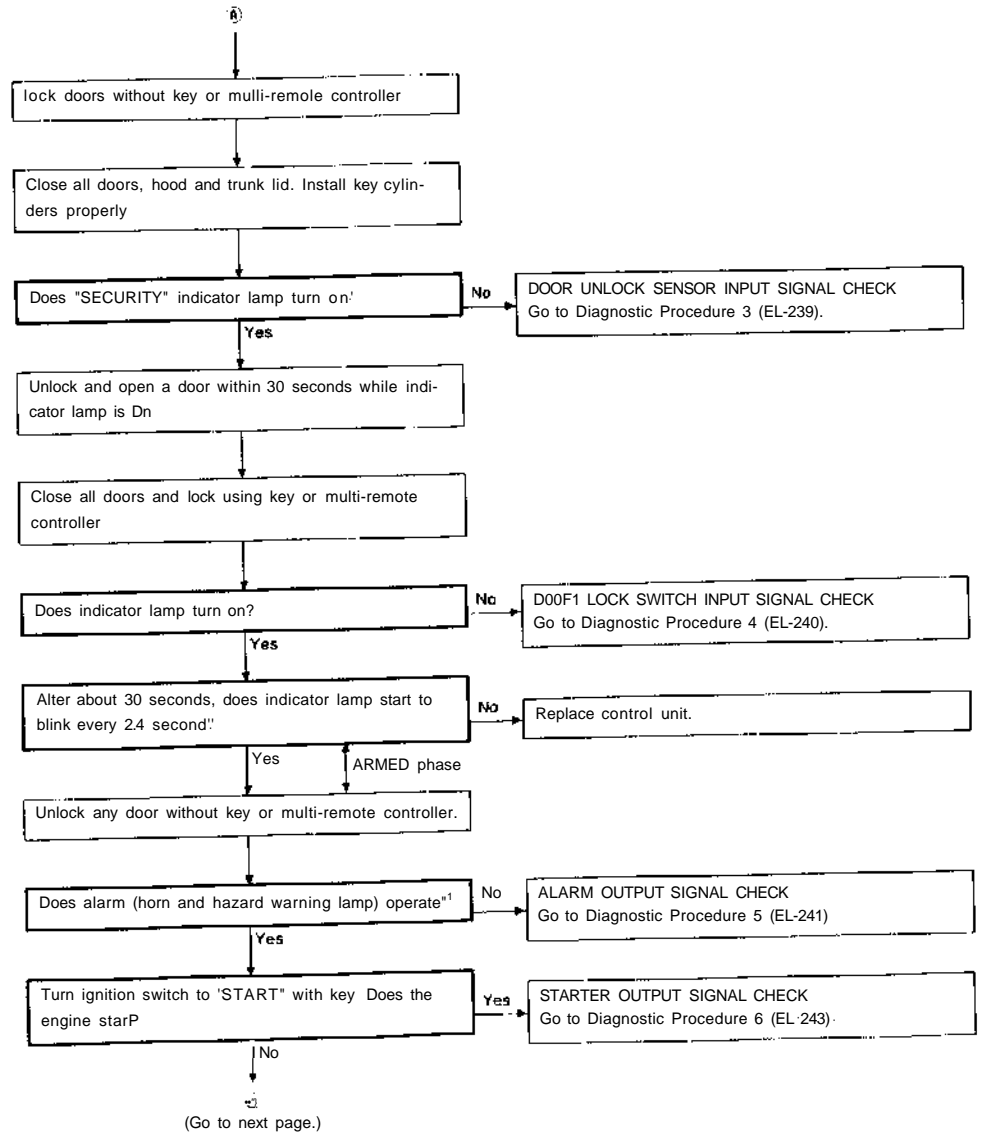 A
lock doors without key or mulli-remole controller
Close all doors, hood and trunk lid. Install key cylin-
ders properly
Does "SECURITY" indicator lamp turn on.'
No
DOOR UNLOCK SENSOR INPUT SIGNAL CHECK
Go to Diagnostic Procedure 3 (EL-239).
Yes
Unlock and open a door within 30 seconds while indi-
cator lamp is Dn
Close all doors and lock using key or multi-remote
controller
Does indicator lamp turn on?
No
D00F1 LOCK SWITCH INPUT SIGNAL CHECK
Go to Diagnostic Procedure 4 (EL-240).
Yes
Alter about 30 seconds, does indicator lamp start to
blink every 2.4 second"
No
Replace control unit.
Yes
ARMED phase
Unlock any door without key or multi-remote controller.
Does alarm (horn and hazard warning lamp) operate"1
No
ALARM OUTPUT SIGNAL CHECK
Go to Diagnostic Procedure 5 (EL-241)
Yes
Turn ignition switch to 'START" with key Does the
engine starP
Yes
STARTER OUTPUT SIGNAL CHECK
Go to Diagnostic Procedure 6 (EL-243).
No
(Go to next page.)